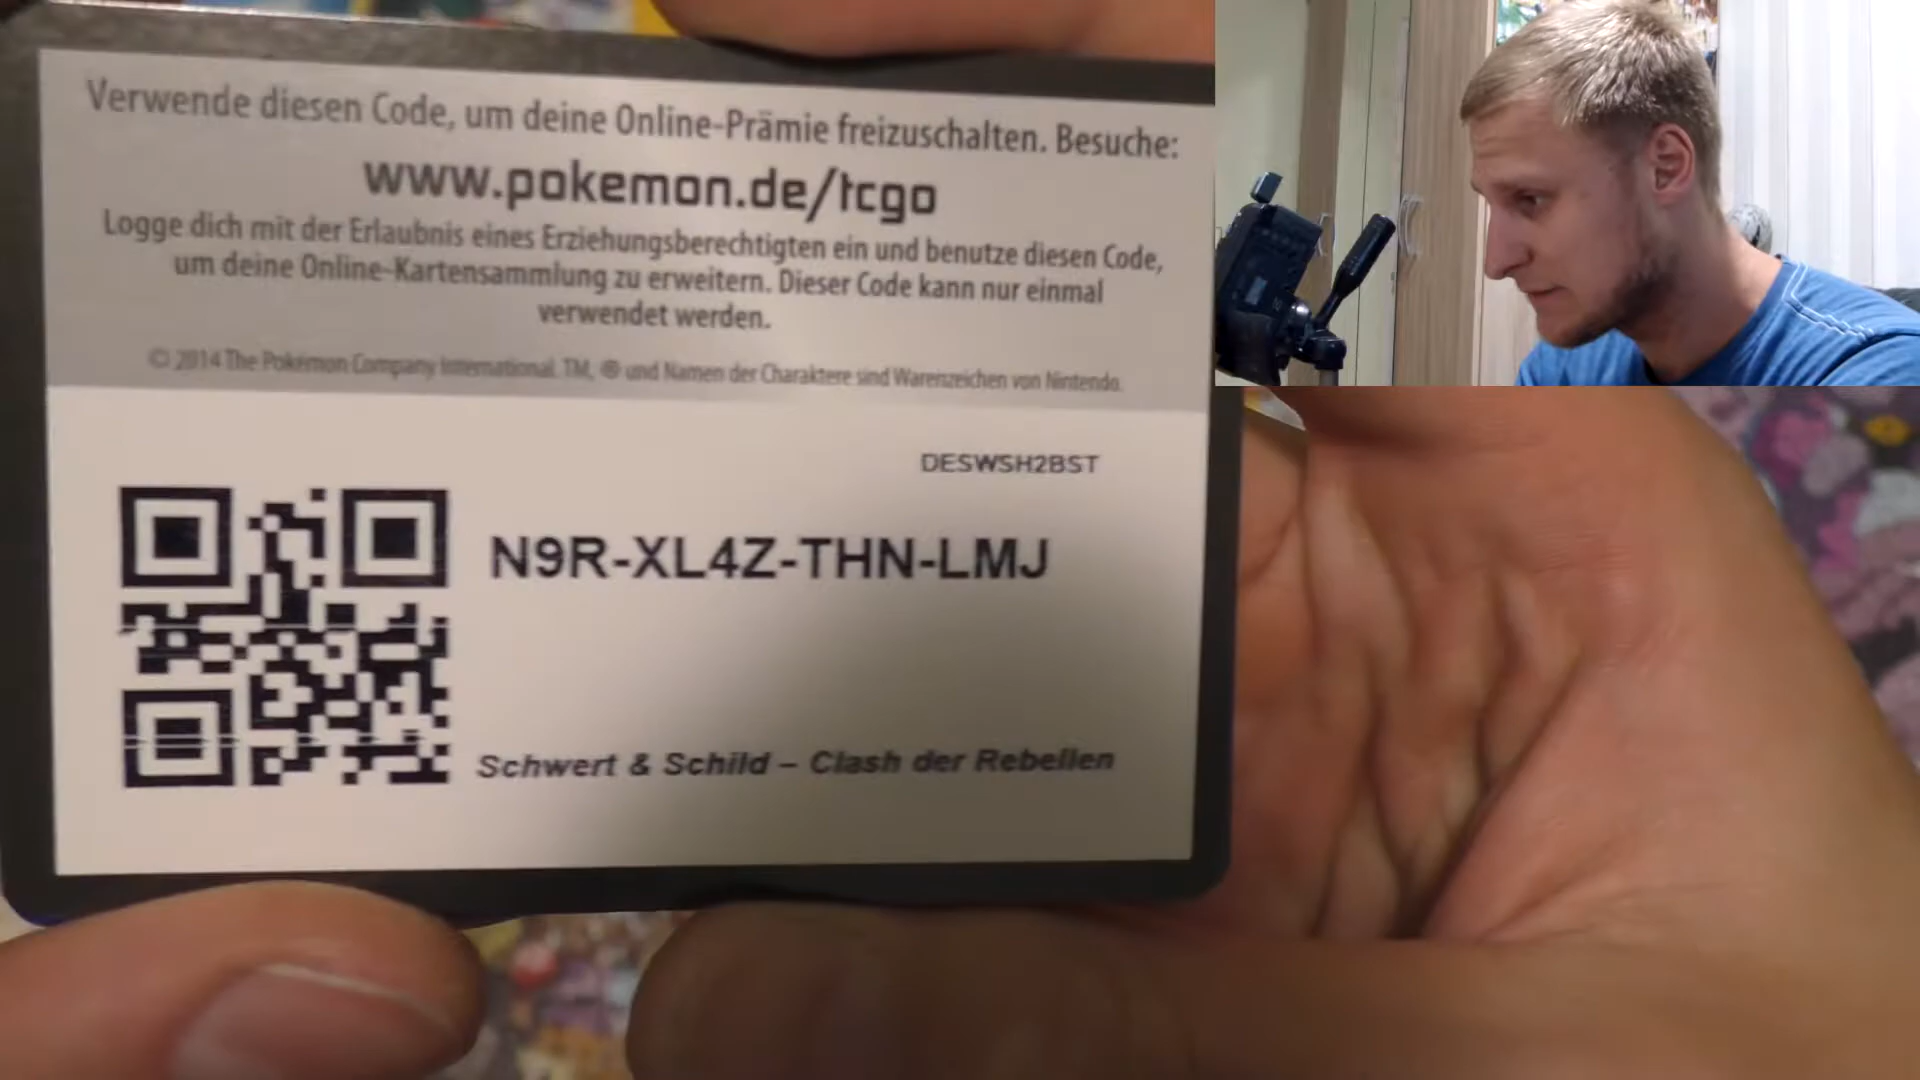 Verwende diesen Code, um deine Online-Prämie freizuschalten. Besuche:
www.pokemon.de/tcgo
Logge dich mit der Erlaubnis eines Erziehungsberechtigten ein und benutze diesen Code,
um deine Online-Kartensammlung zu erweitern. Dieser Code kann nur einmal
verwendet werden.
© 2014 The Pokémon Company International. TM, ® und Namen der Charaktere sind Warenzeichen von Nintendo.
DESWSH2BST
N9R-XL4Z-THN-LMJ
Schwert & Schild – Clash der Rebellen